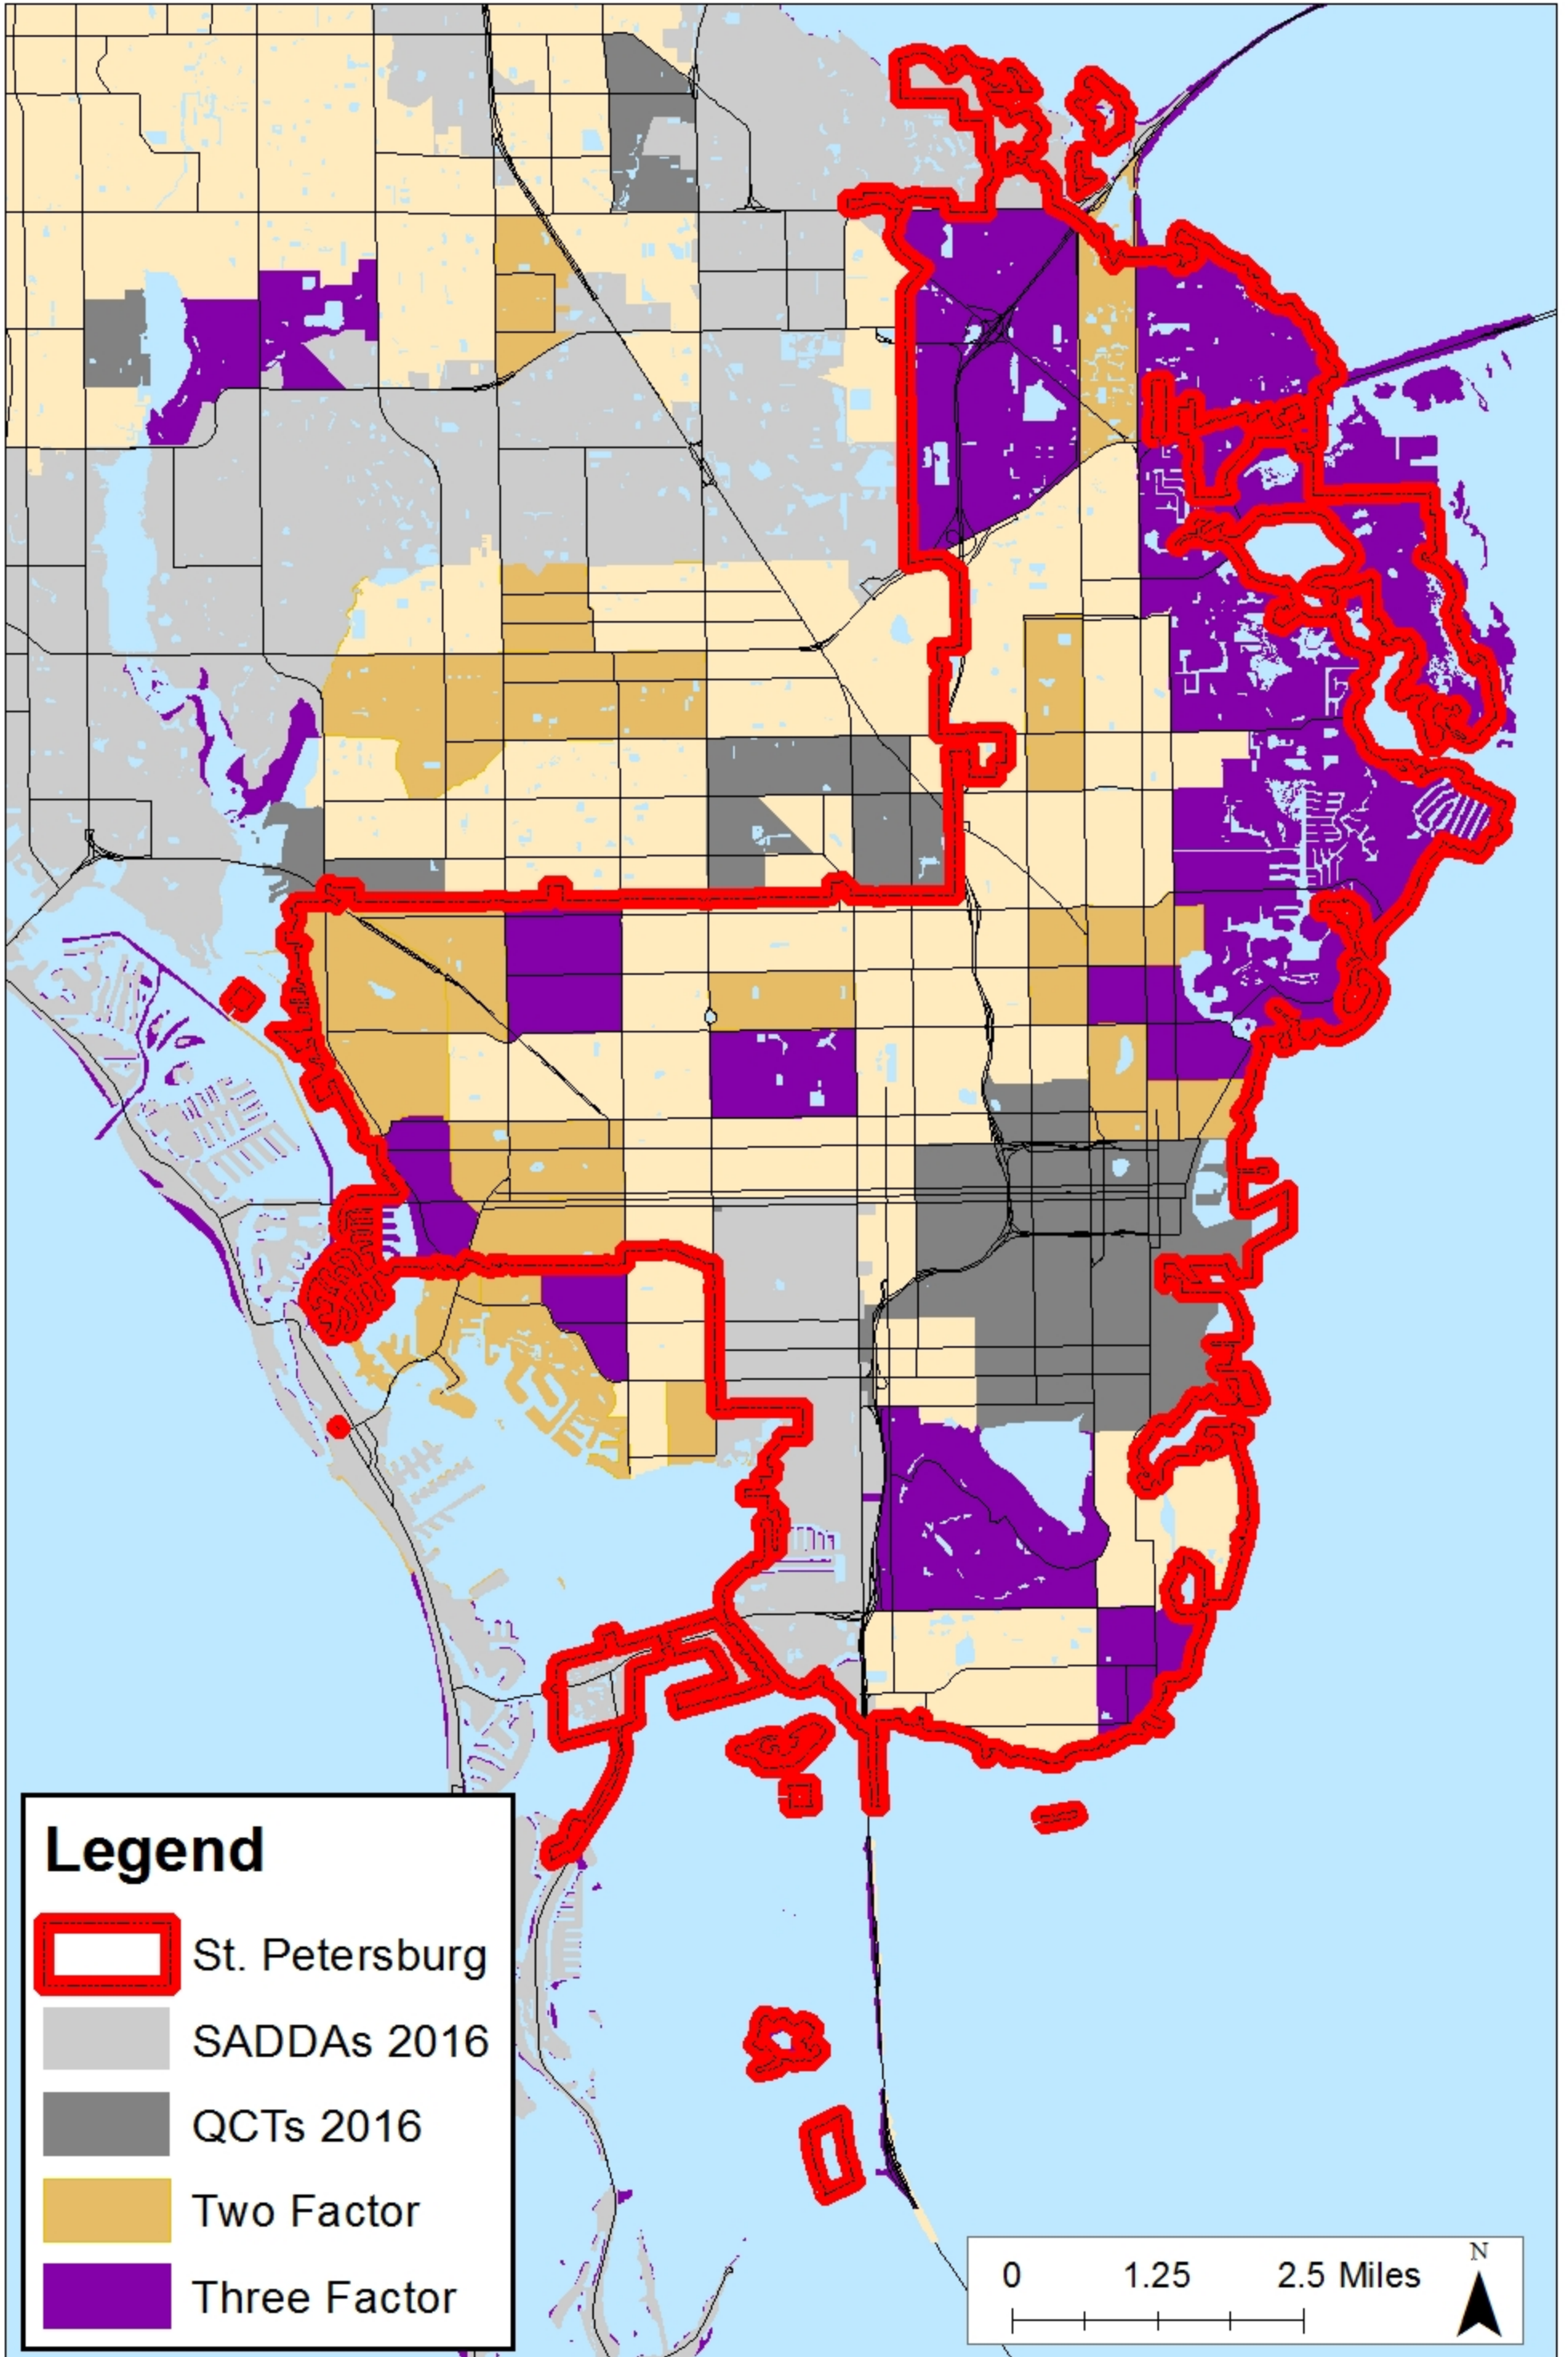 Legend
St. Petersburg
SADDAs 2016
QCTs 2016
Two Factor
Three Factor
0 1.25 2.5 Miles
N